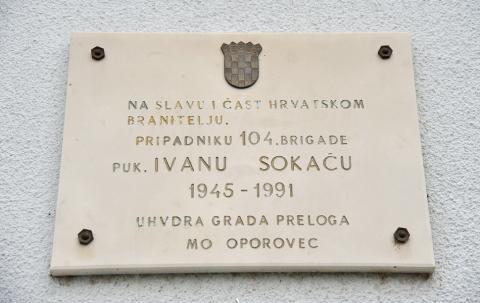 NA SLAVU I ČAST HRVATSKOM
BRANITELJU.
PRIPADNIKU 104. BRIGADE
PUK. IVANU SOKAČU
1945 - 1991
UHVDRA GRADA PRELOGA
MO OPOROVEC